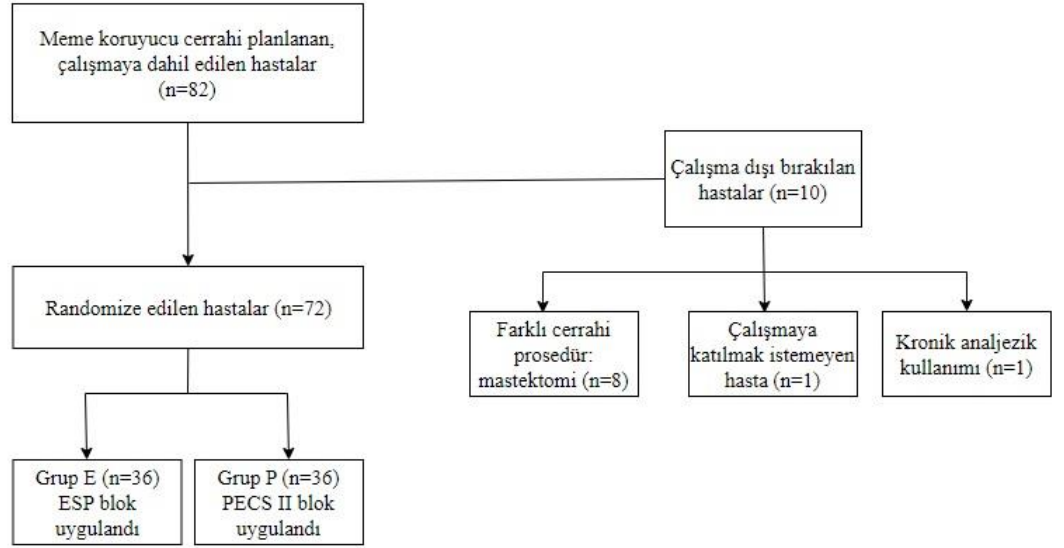 Meme koruyucu cerrahi planlanan,
çalışmaya dahil edilen hastalar
(n=82)
Çalışma dışı bırakılan
hastalar (n=10)
Randomize edilen hastalar (n=72)
Farklı cerrahi
prosedür:
mastektomi (n=8)
Çalışmaya
katılmak istemeyen
hasta (n=1)
Kronik analjezik
kullanımı (n=1)
Grup E (n=36)
ESP blok
uygulandı
Grup P (n=36)
PECS II blok
uygulandı